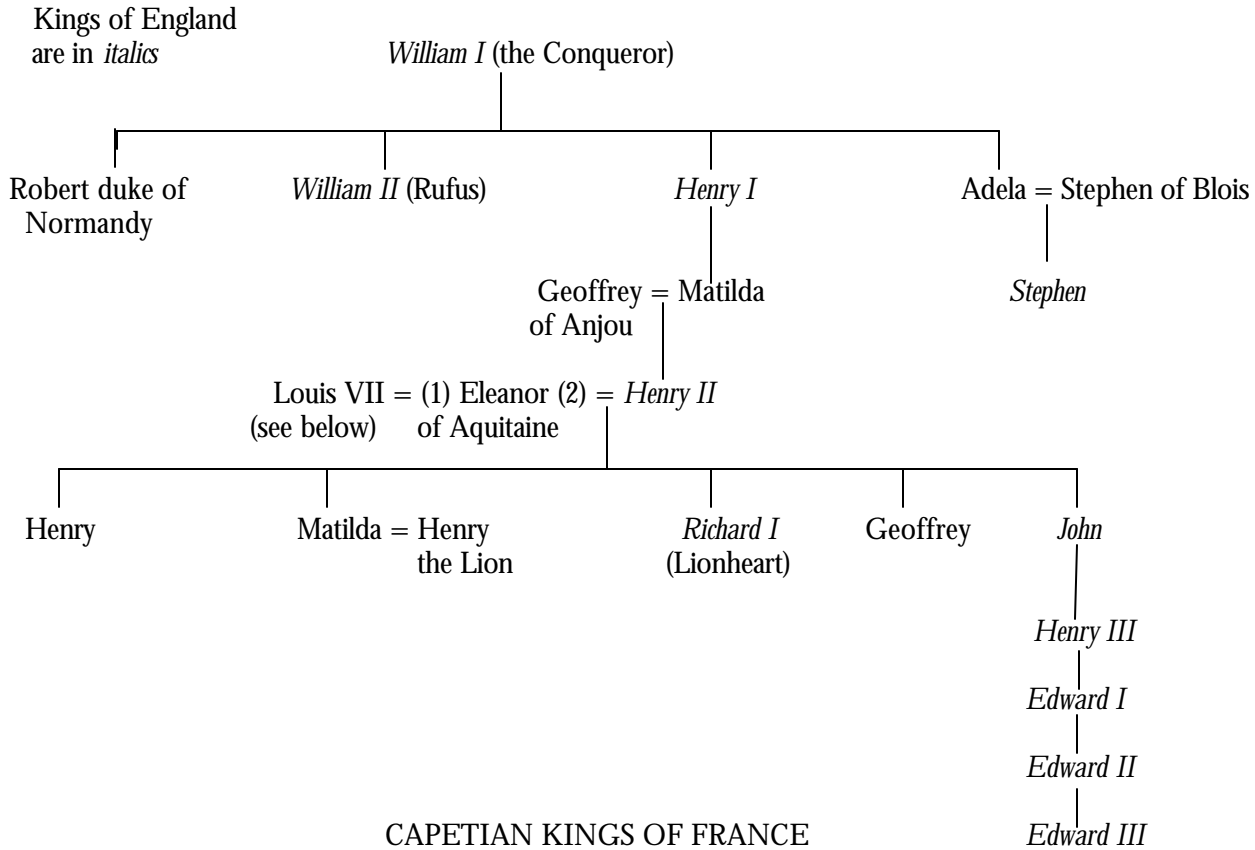 Kings of England
are in italics
William I (the Conqueror)
Robert duke of
Normandy
William II (Rufus)
Henry I
Adela = Stephen of Blois
Geoffrey = Matilda
of Anjou
Stephen
Louis VII = (1) Eleanor (2) = Henry II
(see below) of Aquitaine
Henry
Matilda = Henry
the Lion
Richard I
(Lionheart)
Geoffrey
John
Henry III
Edward I
Edward II
CAPETIAN KINGS OF FRANCE
Edward III